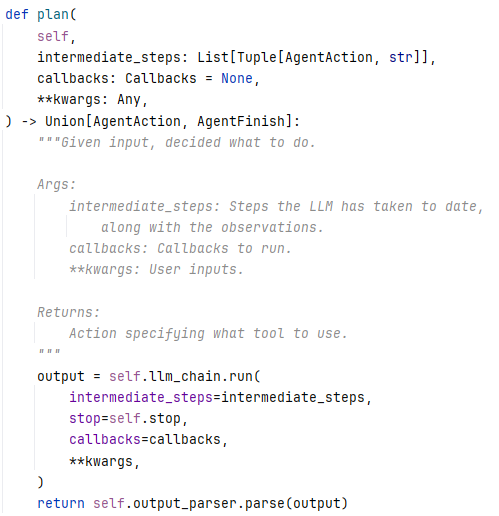 def plan(
    self,
    intermediate_steps: List[Tuple[AgentAction, str]],
    callbacks: Callbacks = None,
    **kwargs: Any,
) -> Union[AgentAction, AgentFinish]:
    """Given input, decided what to do.

    Args:
        intermediate_steps: Steps the LLM has taken to date,
            along with the observations.
        callbacks: Callbacks to run.
        **kwargs: User inputs.

    Returns:
        Action specifying what tool to use.
    """
    output = self.llm_chain.run(
        intermediate_steps=intermediate_steps,
        stop=self.stop,
        callbacks=callbacks,
        **kwargs,
    )
    return self.output_parser.parse(output)